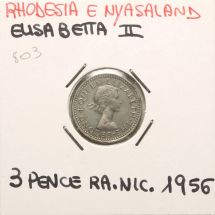 RHODESIA E NYASALAND
ELISABETTA II
803
3 PENCE RA.NIC. 1956